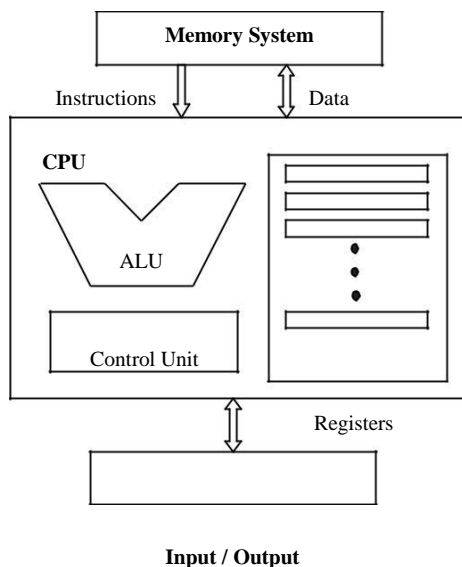 Memory System
Instructions Data
CPU
ALU
Control Unit
Registers
Input / Output